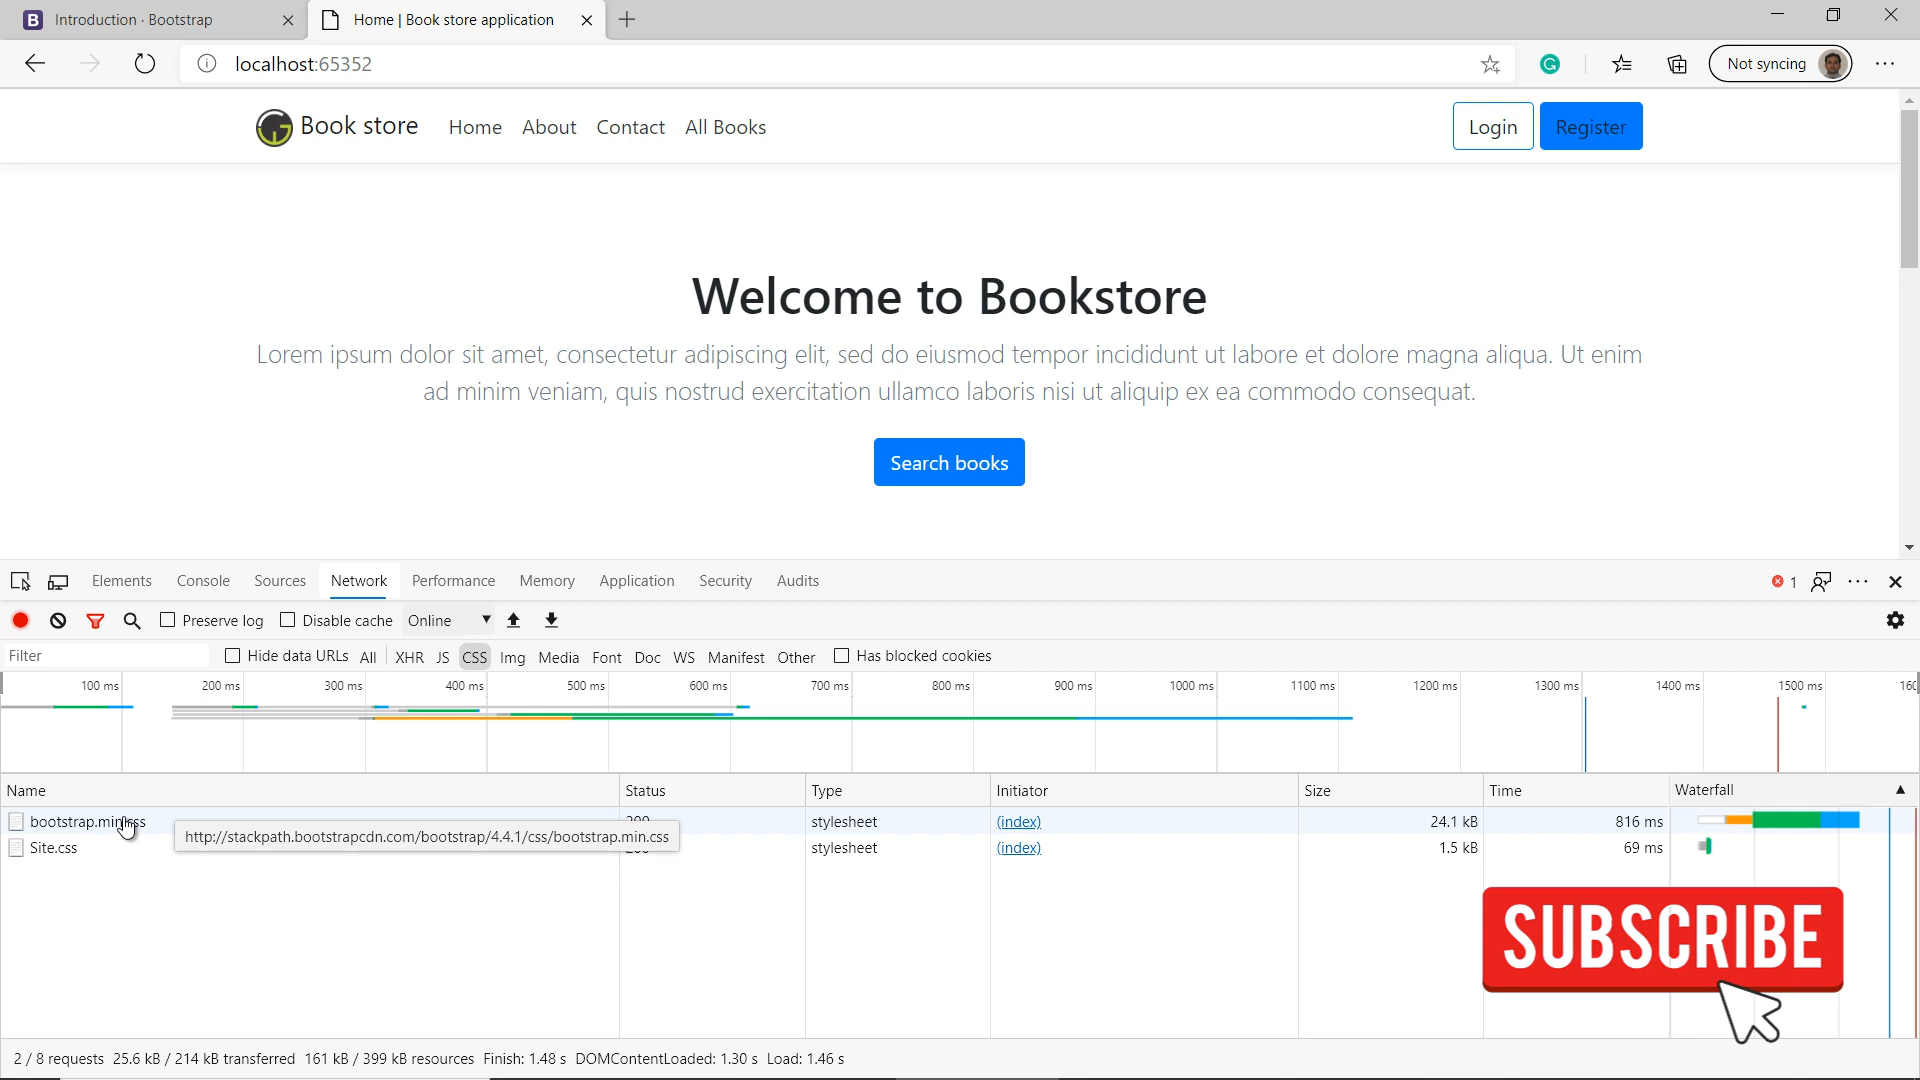 Introduction · Bootstrap
Home | Book store application
localhost:65352
Not syncing
Book store Home About Contact All Books
Login Register
Welcome to Bookstore
Lorem ipsum dolor sit amet, consectetur adipiscing elit, sed do eiusmod tempor incididunt ut labore et dolore magna aliqua. Ut enim
ad minim veniam, quis nostrud exercitation ullamco laboris nisi ut aliquip ex ea commodo consequat.
Search books
Elements Console Sources Network Performance Memory Application Security Audits 1
Preserve log Disable cache Online
Filter Hide data URLs All XHR JS CSS Img Media Font Doc WS Manifest Other Has blocked cookies
100 ms 200 ms 300 ms 400 ms 500 ms 600 ms 700 ms 800 ms 900 ms 1000 ms 1100 ms 1200 ms 1300 ms 1400 ms 1500 ms
Name Status Type Initiator Size Time Waterfall
bootstrap.min.css stylesheet (index) 24.1 kB 816 ms
http://stackpath.bootstrapcdn.com/bootstrap/4.4.1/css/bootstrap.min.css
Site.css stylesheet (index) 1.5 kB 69 ms
SUBSCRIBE
2 / 8 requests 25.6 kB / 214 kB transferred 161 kB / 399 kB resources Finish: 1.48 s DOMContentLoaded: 1.30 s Load: 1.46 s